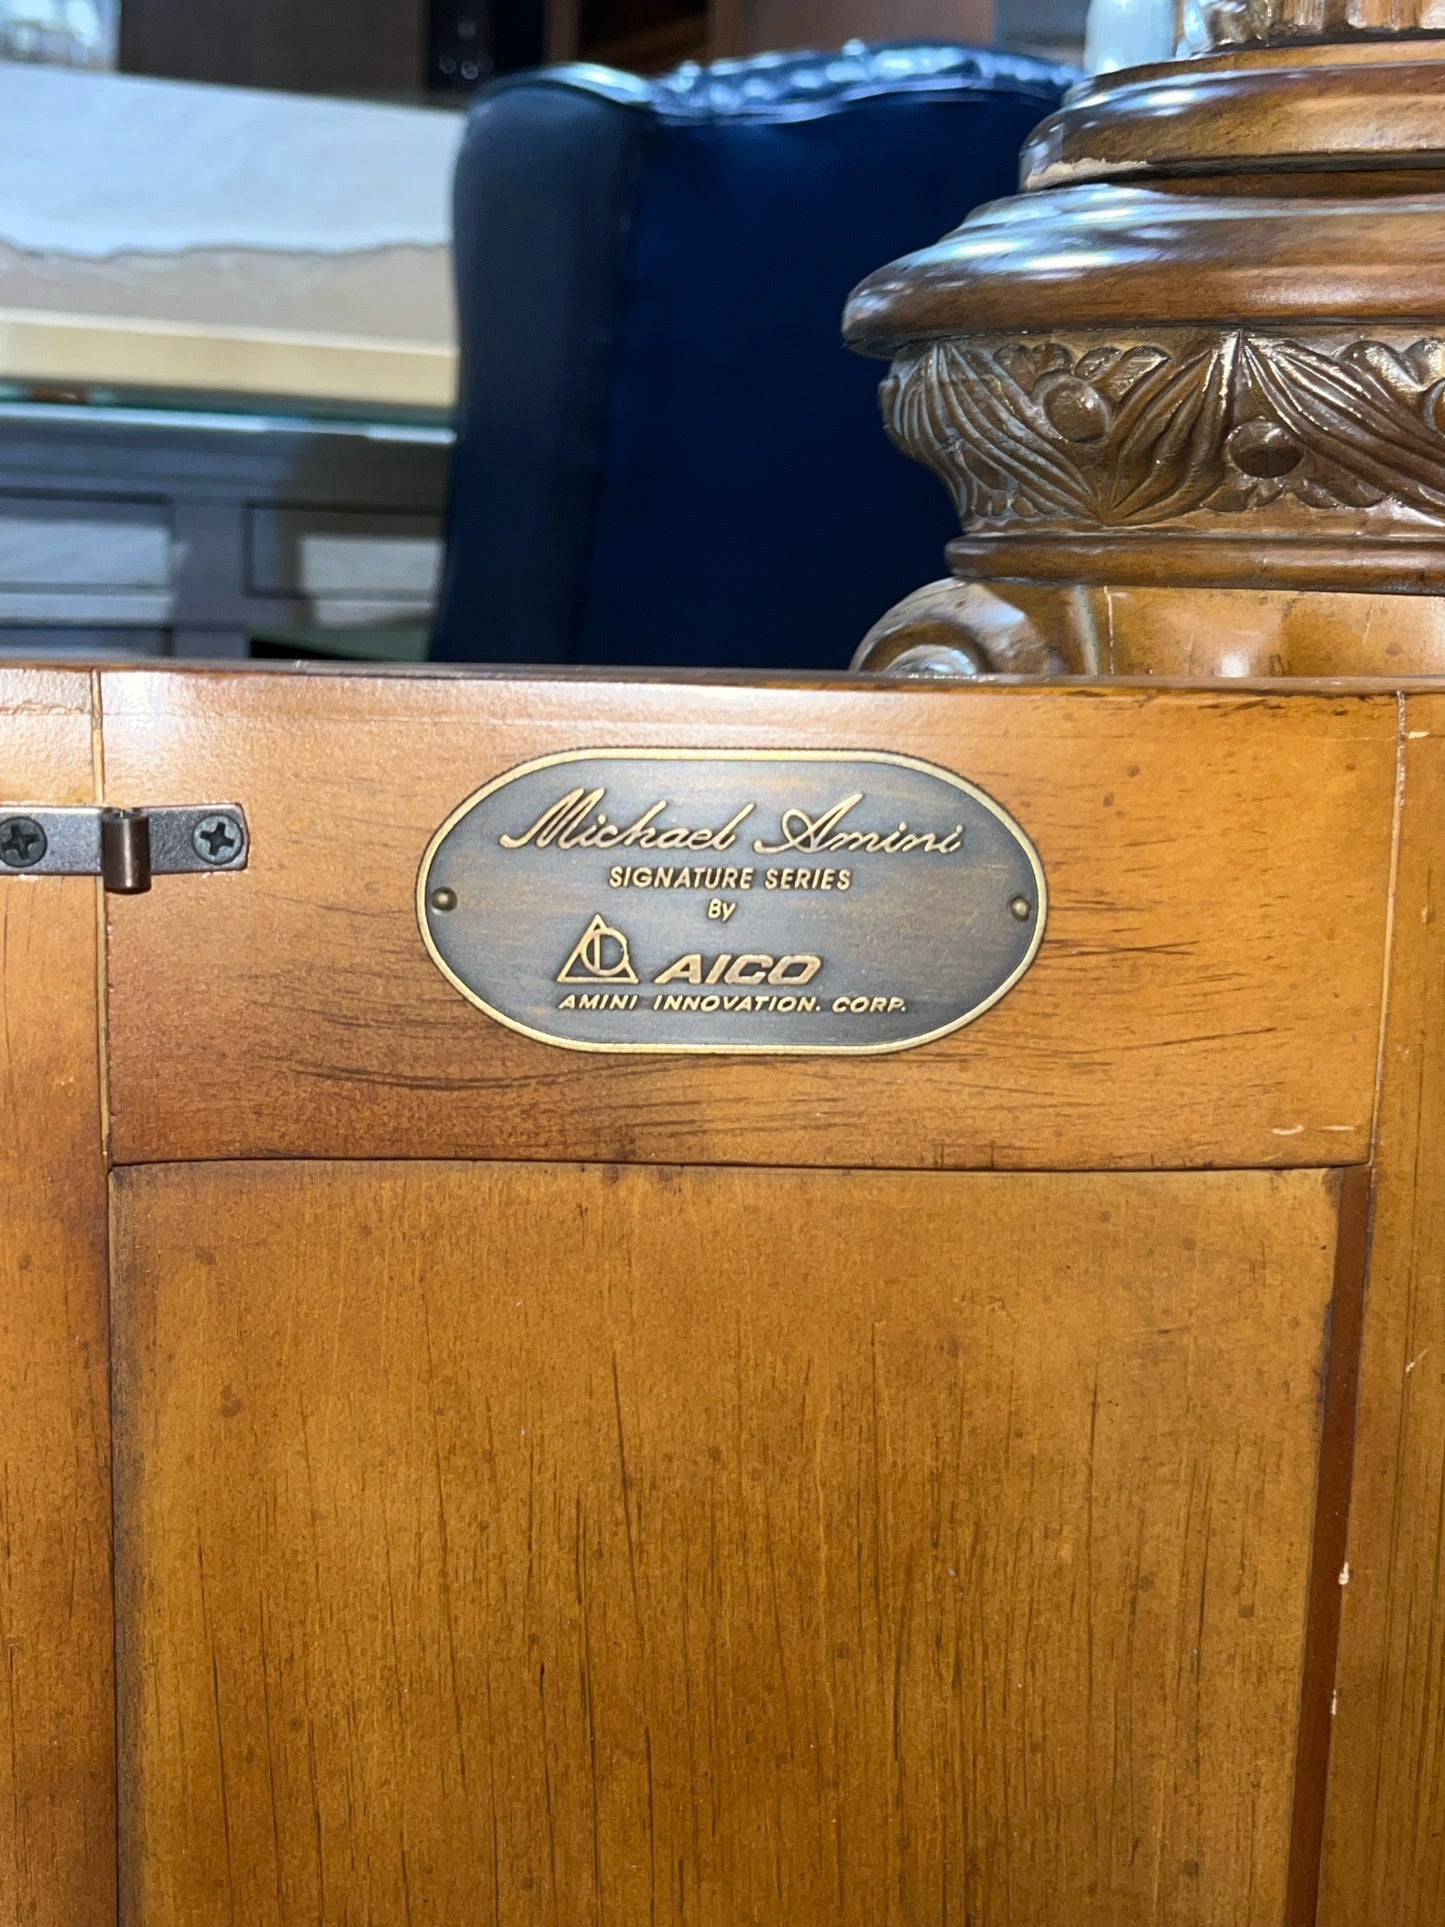 Michael Amini
SIGNATURE SERIES
By
AICO
AMINI INNOVATION. CORP.